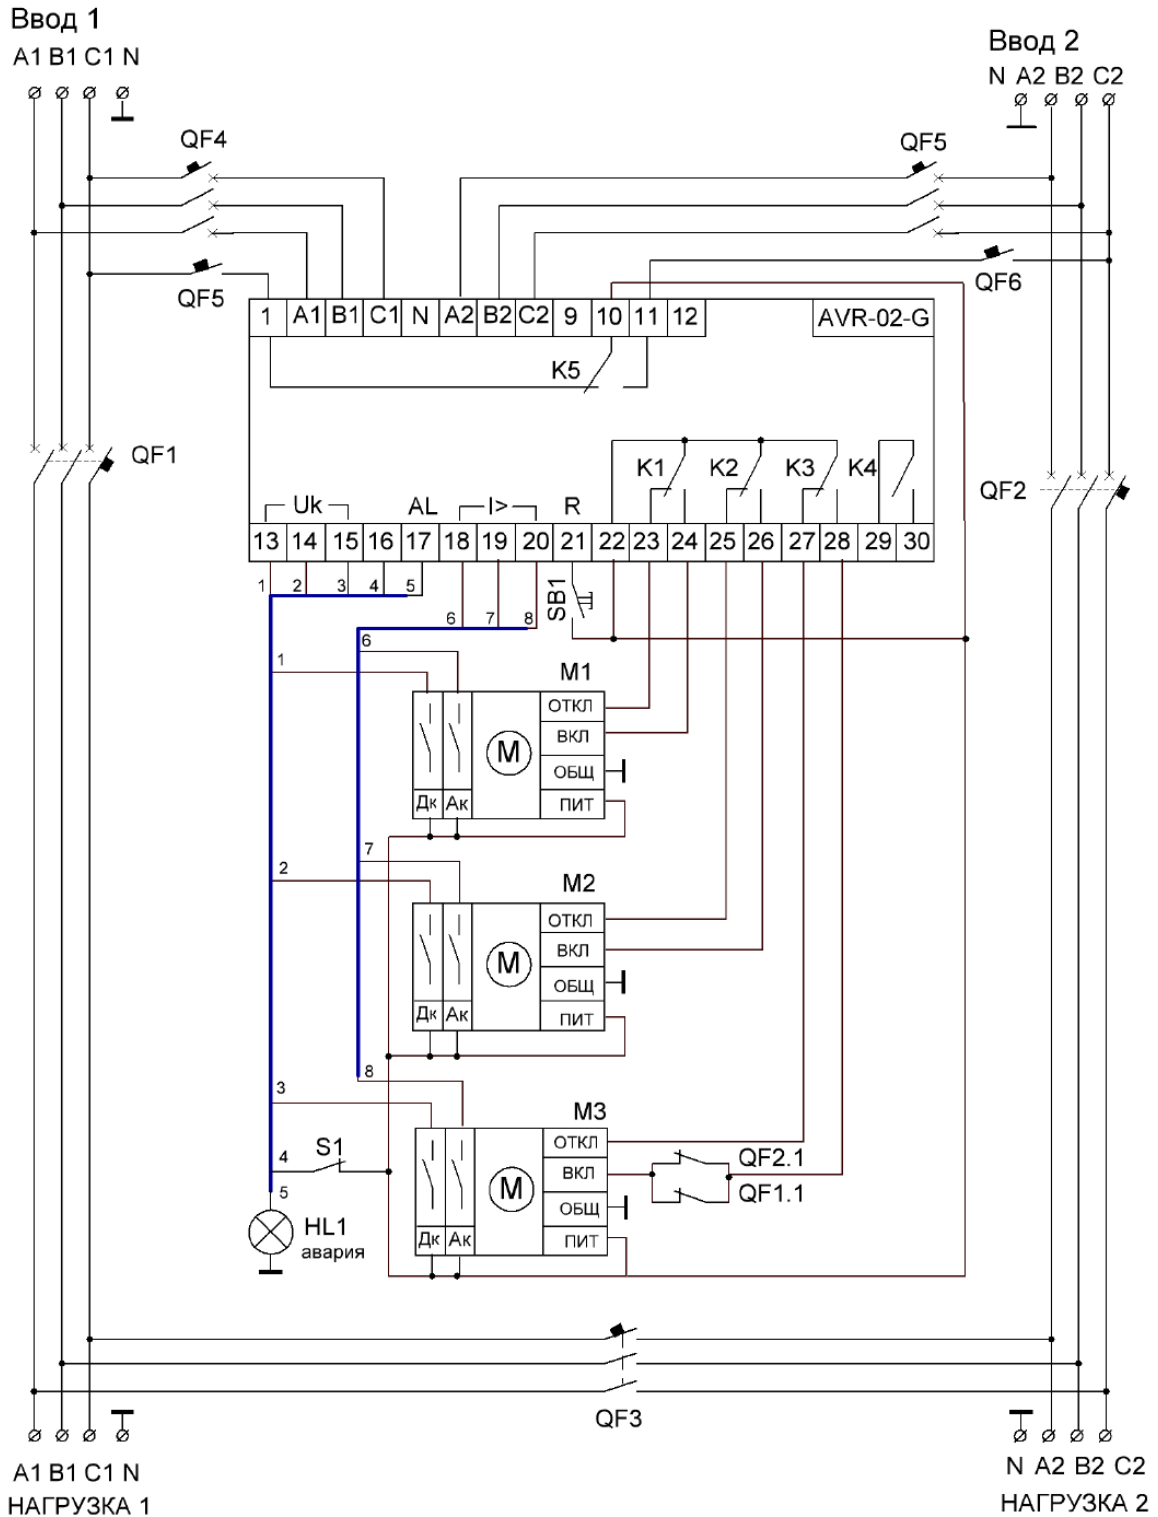 Ввод 1
A1 B1 C1 N
Ввод 2
N A2 B2 C2
QF4
QF5
QF5
QF6
1 A1 B1 C1 N A2 B2 C2 9 10 11 12
AVR-02-G
K5
QF1
K1 K2 K3 K4
QF2
Uk AL I> R
13 14 15 16 17 18 19 20 21 22 23 24 25 26 27 28 29 30
1 2 3 4 5
SB1
6 7 8
6
1
M1
ОТКЛ
ВКЛ
M
ОБЩ
Дк Ак ПИТ
7
2
M2
ОТКЛ
ВКЛ
M
ОБЩ
Дк Ак ПИТ
8
3
M3
ОТКЛ
S1
QF2.1
4
ВКЛ
M
5
QF1.1
ОБЩ
HL1
авария
Дк Ак ПИТ
QF3
A1 B1 C1 N
НАГРУЗКА 1
N A2 B2 C2
НАГРУЗКА 2